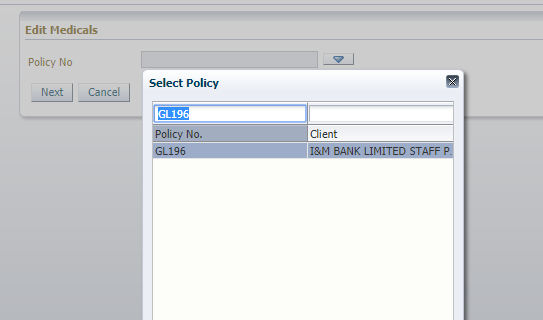 Edit Medicals
Policy No
Next Cancel
Select Policy
GL196
Policy No. Client
GL196 I&M BANK LIMITED STAFF P.